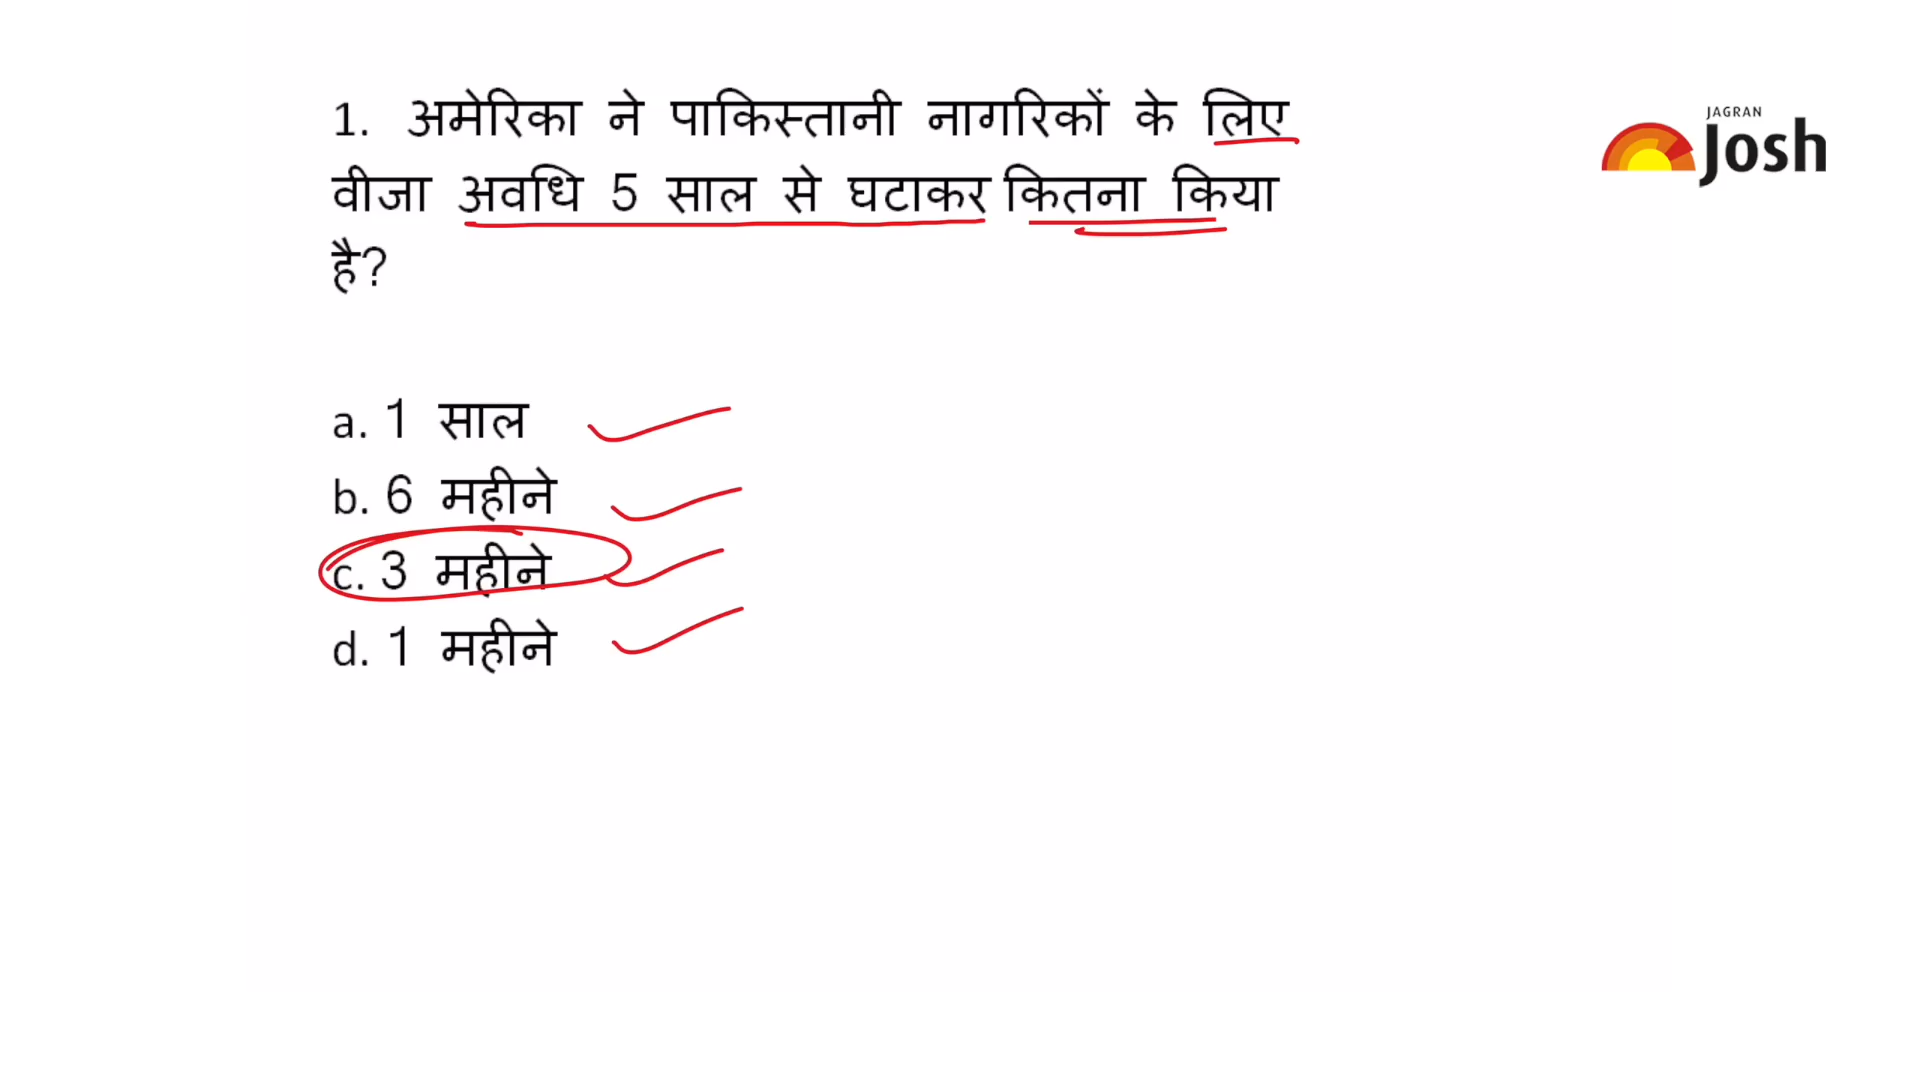 1. अमेरिका ने पाकिस्तानी नागरिकों के लिए
वीजा अवधि 5 साल से घटाकर कितना किया
है?
a. 1 साल
b. 6 महीने
c. 3 महीने
d. 1 महीने
JAGRAN
Josh